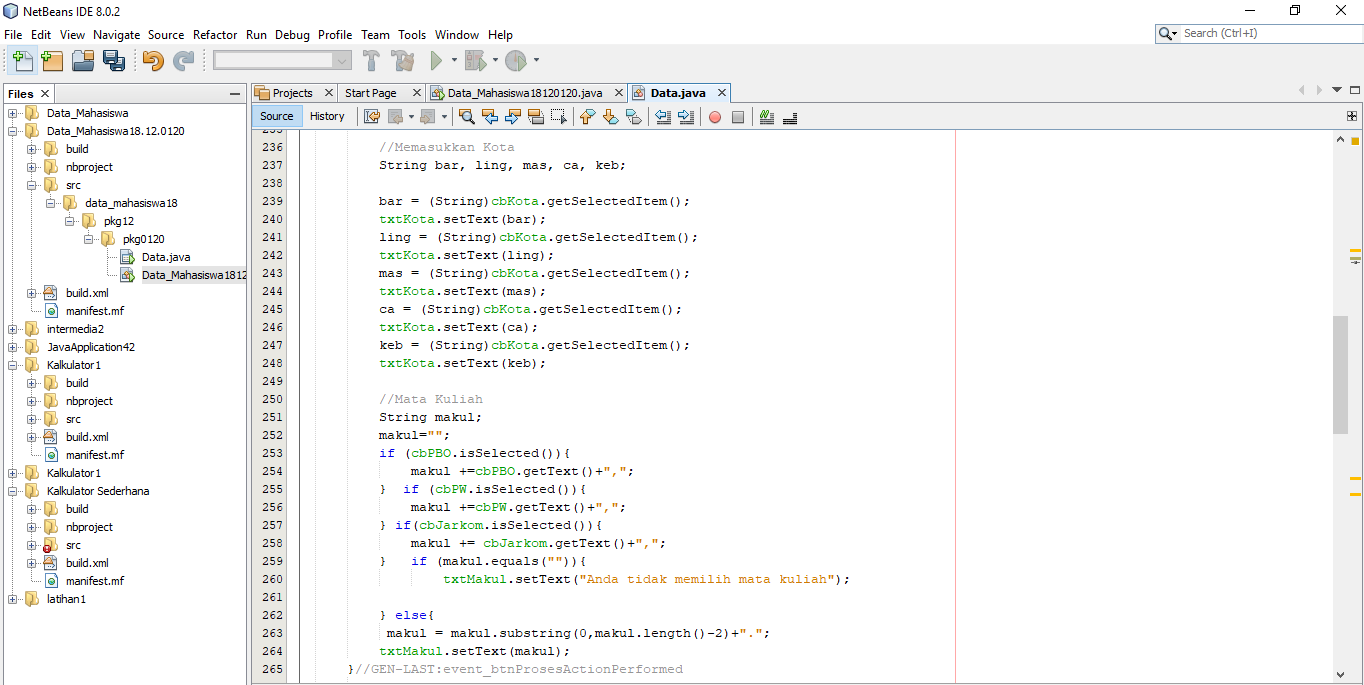 NetBeans IDE 8.0.2
File Edit View Navigate Source Refactor Run Debug Profile Team Tools Window Help
Search (Ctrl+I)
Files
Data_Mahasiswa
Data_Mahasiswa18.12.0120
build
nbproject
src
data_mahasiswa18
pkg12
pkg0120
Data.java
Data_Mahasiswa1812
build.xml
manifest.mf
intermedia2
JavaApplication42
Kalkulator1
build
nbproject
src
build.xml
manifest.mf
Kalkulator1
Kalkulator Sederhana
build
nbproject
src
build.xml
manifest.mf
latihan1
Projects Start Page Data_Mahasiswa18120120.java Data.java
Source History
235
236 //Memasukkan Kota
237 String bar, ling, mas, ca, keb;
238
239 bar = (String)cbKota.getSelectedItem();
240 txtKota.setText(bar);
241 ling = (String)cbKota.getSelectedItem();
242 txtKota.setText(ling);
243 mas = (String)cbKota.getSelectedItem();
244 txtKota.setText(mas);
245 ca = (String)cbKota.getSelectedItem();
246 txtKota.setText(ca);
247 keb = (String)cbKota.getSelectedItem();
248 txtKota.setText(keb);
249
250 //Mata Kuliah
251 String makul;
252 makul="";
253 if (cbPBO.isSelected()){
254 makul +=cbPBO.getText()+",";
255 }  if (cbPW.isSelected()){
256 makul +=cbPW.getText()+",";
257 } if(cbJarkom.isSelected()){
258 makul += cbJarkom.getText()+",";
259 }   if (makul.equals("")){
260 txtMakul.setText("Anda tidak memilih mata kuliah");
261
262 } else{
263 makul = makul.substring(0,makul.length()-2)+".";
264 txtMakul.setText(makul);
265 }//GEN-LAST:event_btnProsesActionPerformed